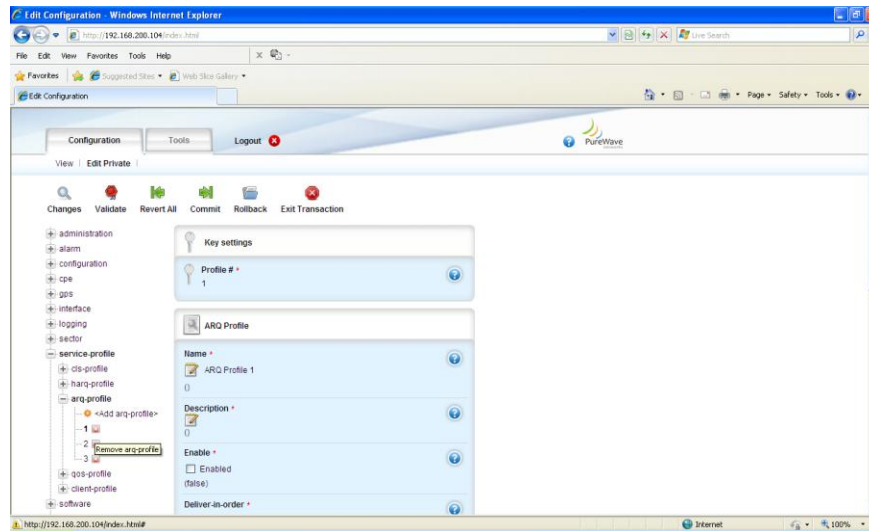 Edit Configuration - Windows Internet Explorer
http://192.168.200.104/index.html
Live Search
File Edit View Favorites Tools Help
Favorites Suggested Sites Web Slice Gallery
Edit Configuration
Page Safety Tools
Configuration Tools Logout
PureWave
View Edit Private
Changes Validate Revert All Commit Rollback Exit Transaction
administration
alarm
configuration
cpe
gps
interface
logging
sector
service-profile
cls-profile
harq-profile
arq-profile
<Add arq-profile>
1
2
Remove arq-profile
3
qos-profile
client-profile
software
Key settings
Profile # *
1
ARQ Profile
Name *
ARQ Profile 1
()
Description *
()
Enable *
Enabled
(false)
Deliver-in-order *
http://192.168.200.104/index.html#
Internet
100%